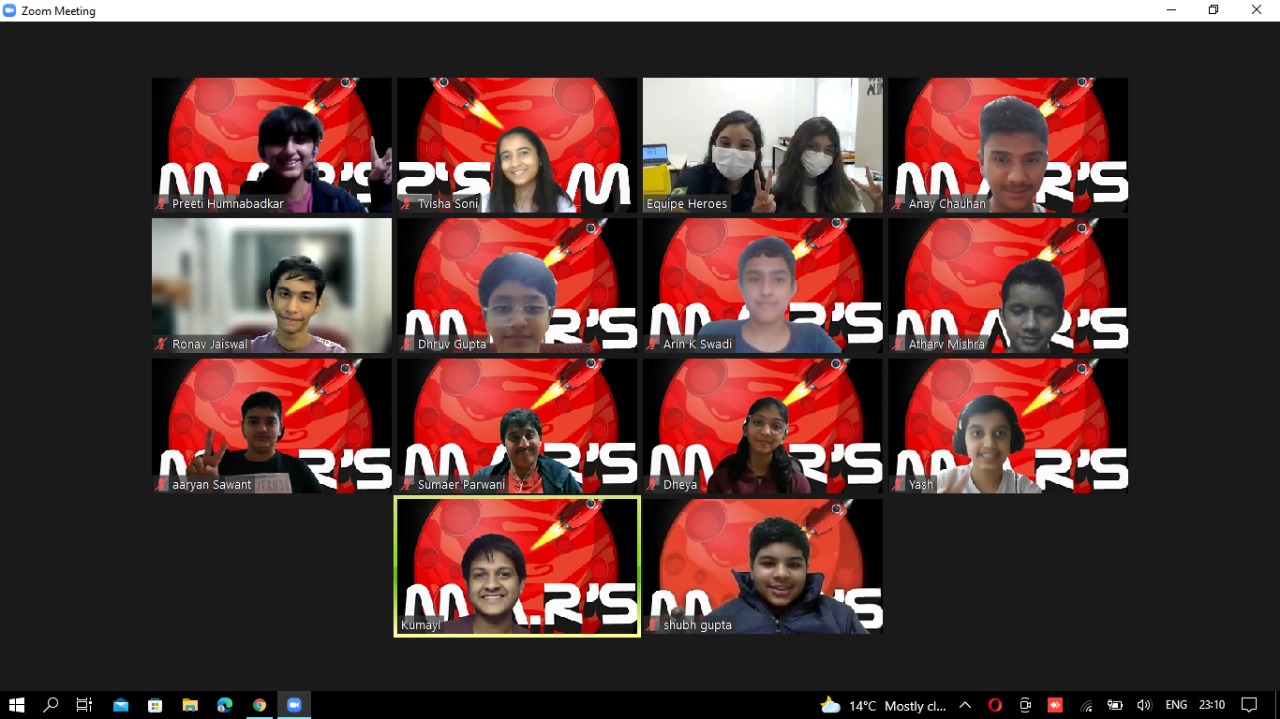 Zoom Meeting
Preeti Humnabadkar
Tvisha Soni
Equipe Heroes
Anay Chauhan
Ronav Jaiswal
Dhruv Gupta
Arin K Swadi
Atharv Mishra
aaryan Sawant
Sumaer Parwani
Dheya
Yash
Kumayl
shubh gupta
14°C Mostly cl... ENG 23:10